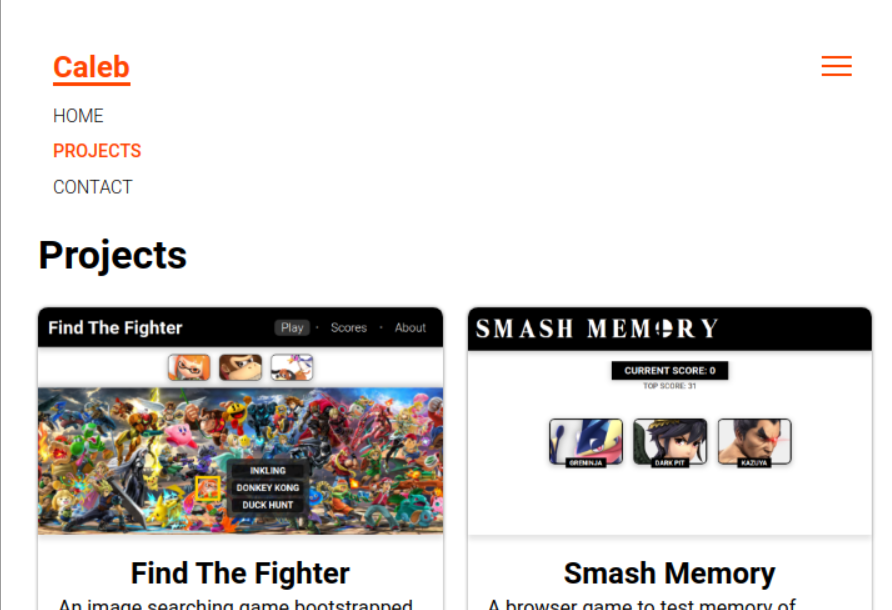 Caleb
HOME
PROJECTS
CONTACT
Projects
Find The Fighter
Play · Scores · About
INKLING
DONKEY KONG
DUCK HUNT
Find The Fighter
An image searching game bootstrapped
SMASH MEMORY
CURRENT SCORE: 0
TOP SCORE: 31
GRENINJA
DARK PIT
KAZUYA
Smash Memory
A browser game to test memory of